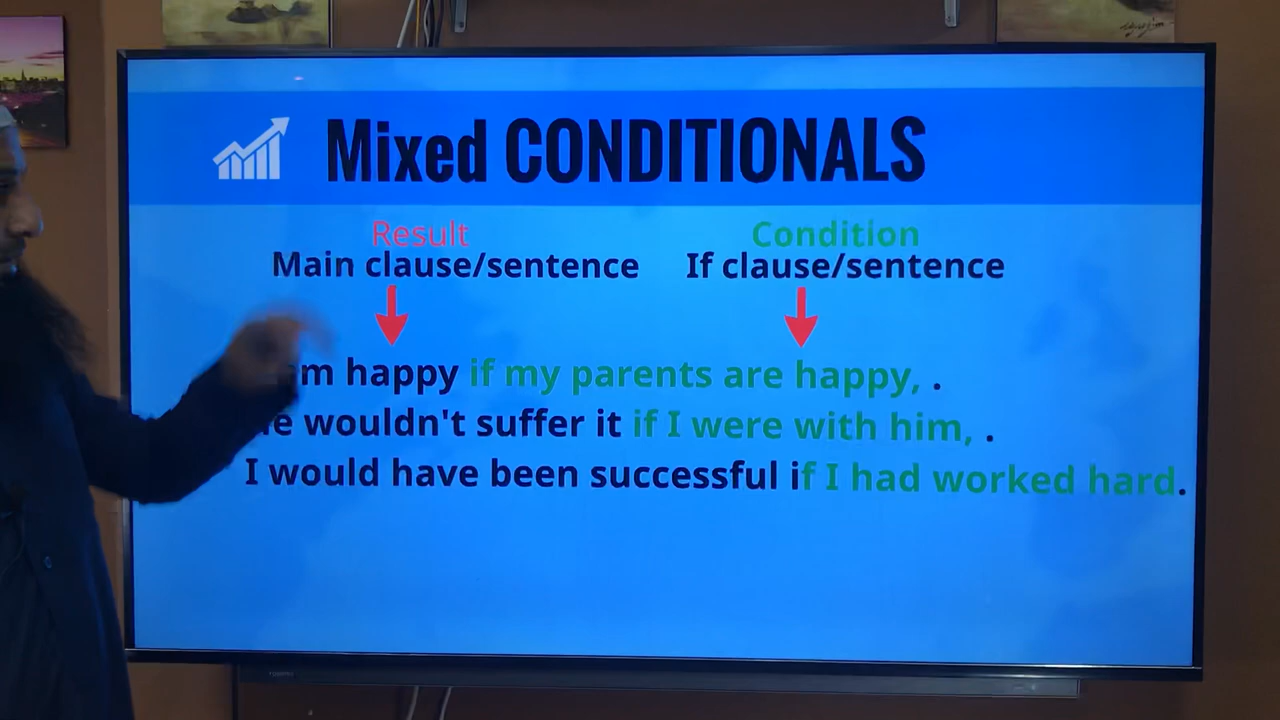 Mixed CONDITIONALS
Result Condition
Main clause/sentence If clause/sentence
happy if my parents are happy, .
wouldn't suffer it if I were with him, .
I would have been successful if I had worked hard.